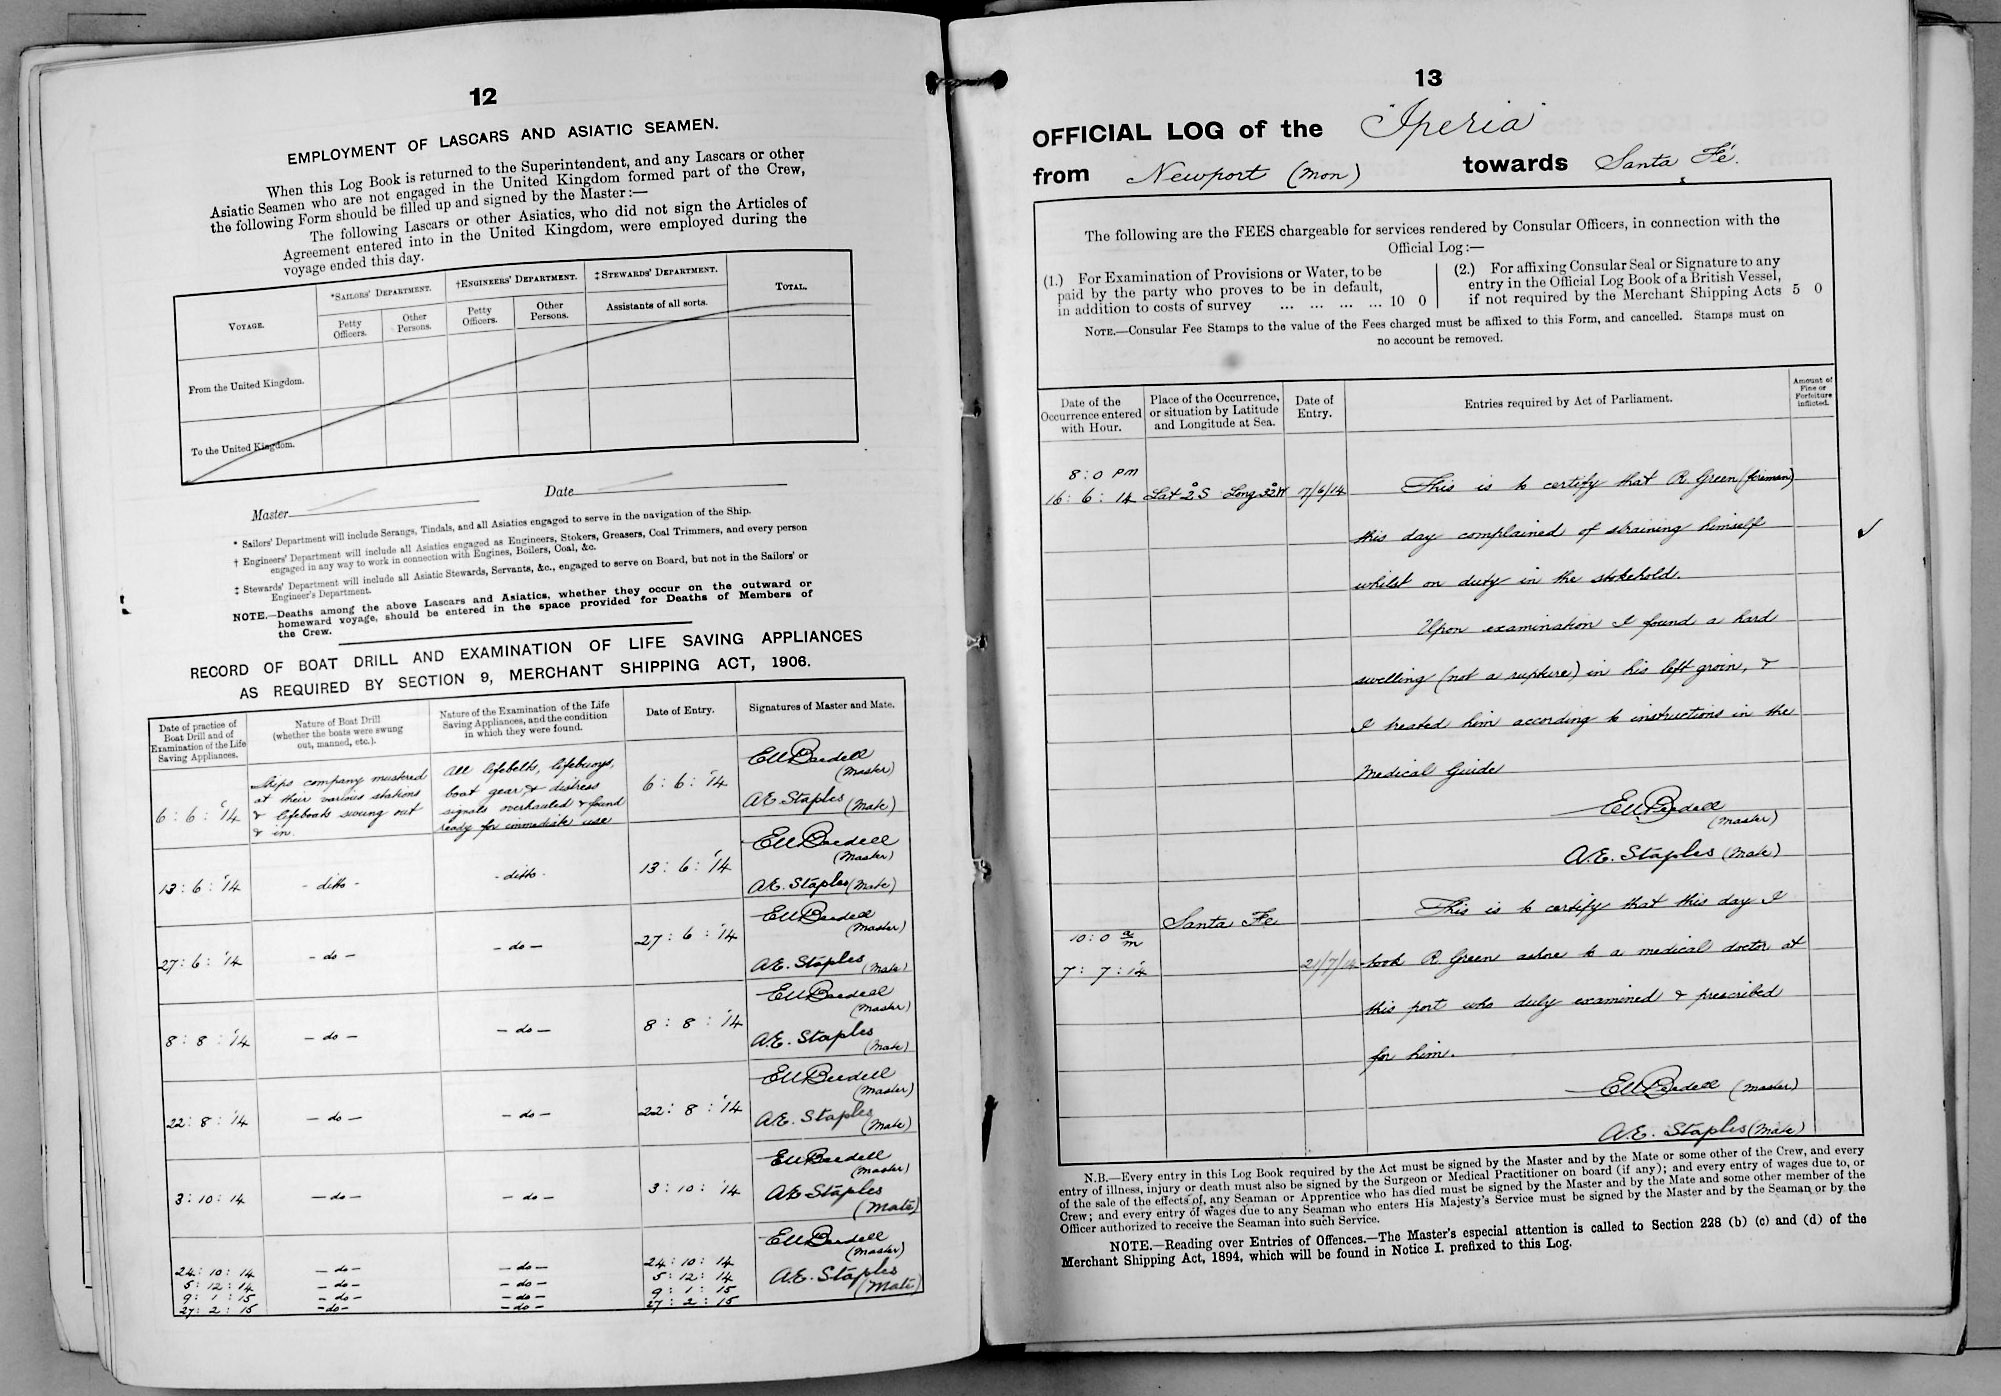 12
EMPLOYMENT OF LASCARS AND ASIATIC SEAMEN.
When this Log Book is returned to the Superintendent, and any Lascars or other
Asiatic Seamen who are not engaged in the United Kingdom formed part of the Crew,
the following Form should be filled up and signed by the Master:—
The following Lascars or other Asiatics, who did not sign the Articles of
Agreement entered into in the United Kingdom, were employed during the
voyage ended this day.
VOYAGE.
*SAILORS' DEPARTMENT.
†ENGINEERS' DEPARTMENT.
‡STEWARDS' DEPARTMENT.
TOTAL.
Petty Officers.
Other Persons.
Petty Officers.
Other Persons.
Assistants of all sorts.
From the United Kingdom.
To the United Kingdom.
Master
Date
* Sailors' Department will include Serangs, Tindals, and all Asiatics engaged to serve in the navigation of the Ship.
† Engineers' Department will include all Asiatics engaged as Engineers, Stokers, Greasers, Coal Trimmers, and every person
engaged in any way to work in connection with Engines, Boilers, Coal, &c.
‡ Stewards' Department will include all Asiatic Stewards, Servants, &c., engaged to serve on Board, but not in the Sailors' or
Engineer's Department.
NOTE.—Deaths among the above Lascars and Asiatics, whether they occur on the outward or
homeward voyage, should be entered in the space provided for Deaths of Members of
the Crew.
RECORD OF BOAT DRILL AND EXAMINATION OF LIFE SAVING APPLIANCES
AS REQUIRED BY SECTION 9, MERCHANT SHIPPING ACT, 1906.
Date of practice of Boat Drill and of Examination of the Life Saving Appliances.
Nature of Boat Drill (whether the boats were swung out, manned, etc.).
Nature of the Examination of the Life Saving Appliances, and the condition in which they were found.
Date of Entry.
Signatures of Master and Mate.
6 : 6 : '14
Ships company mustered
at their various stations
& lifeboats swung out
& in.
All lifebelts, lifebuoys,
boat gear, & distress
signals overhauled & found
ready for immediate use
6 : 6 : '14
(Master)
A.E. Staples (Mate)
13 : 6 : '14
- ditto -
- ditto -
13 : 6 : '14
(Master)
A.E. Staples (Mate)
27 : 6 : '14
- do -
- do -
27 : 6 : '14
(Master)
A.E. Staples (Mate)
8 : 8 : '14
- do -
- do -
8 : 8 : '14
(Master)
A.E. Staples (Mate)
22 : 8 : '14
- do -
- do -
22 : 8 : '14
(Master)
A.E. Staples (Mate)
3 : 10 : 14
- do -
- do -
3 : 10 : '14
(Master)
A.E. Staples (Mate)
24 : 10 : 14 - do - - do - 24 : 10 : 14
5 : 12 : 14 - do - - do - 5 : 12 : 14
9 : 1 : 15 - do - - do - 9 : 1 : 15
27 : 2 : 15 - do - - do - 27 : 2 : 15
(Master)
A.E. Staples (Mate)
13
OFFICIAL LOG of the "Iperia"
from Newport (Mon) towards Santa Fé.
The following are the FEES chargeable for services rendered by Consular Officers, in connection with the
Official Log:—
(1.) For Examination of Provisions or Water, to be
paid by the party who proves to be in default,
in addition to costs of survey ... ... ... ... 10 0
(2.) For affixing Consular Seal or Signature to any
entry in the Official Log Book of a British Vessel,
if not required by the Merchant Shipping Acts 5 0
NOTE.—Consular Fee Stamps to the value of the Fees charged must be affixed to this Form, and cancelled. Stamps must on
no account be removed.
Date of the Occurrence entered with Hour.
Place of the Occurrence, or situation by Latitude and Longitude at Sea.
Date of Entry.
Entries required by Act of Parliament.
Amount of Fine or Forfeiture inflicted.
8 : 0 pm
16 : 6 : 14 Lat 2° S Long 32° W 7/6/14 This is to certify that R Green (fireman)
this day complained of straining himself
whilst on duty in the stokehold.
Upon examination I found a hard
swelling (not a rupture) in his left groin, &
I treated him according to instructions in the
Medical Guide
(Master)
A.E. Staples (Mate)
Santa Fe
This is to certify that this day I
10 : 0 a/m
7 : 7 : 14 21/7/14 took R Green ashore to a medical doctor at
this port who duly examined & prescribed
for him.
(Master)
A.E. Staples (Mate)
N.B.—Every entry in this Log Book required by the Act must be signed by the Master and by the Mate or some other of the Crew, and every
entry of illness, injury or death must also be signed by the Surgeon or Medical Practitioner on board (if any); and every entry of wages due to, or
of the sale of the effects of, any Seaman or Apprentice who has died must be signed by the Master and by the Mate and some other member of the
Crew; and every entry of wages due to any Seaman who enters His Majesty's Service must be signed by the Master and by the Seaman or by the
Officer authorized to receive the Seaman into such Service.
NOTE.—Reading over Entries of Offences.—The Master's especial attention is called to Section 228 (b) (c) and (d) of the
Merchant Shipping Act, 1894, which will be found in Notice I. prefixed to this Log.